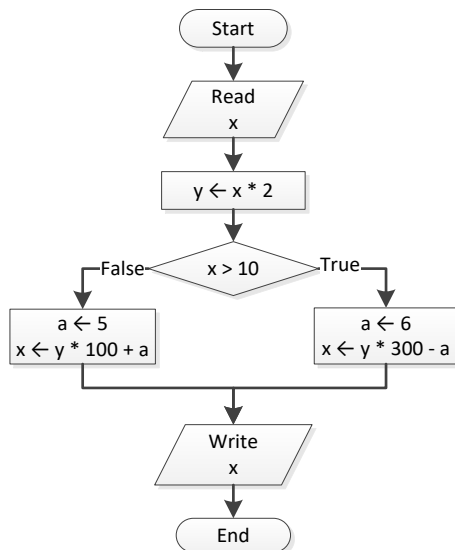 Start
Read
x
y ← x * 2
x > 10
False
True
a ← 5
x ← y * 100 + a
a ← 6
x ← y * 300 - a
Write
x
End